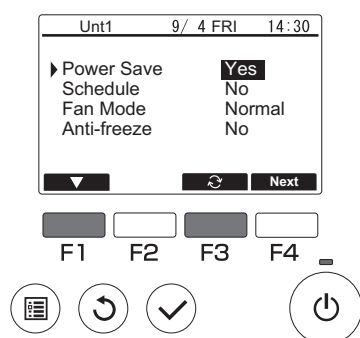 Unt1 9/ 4 FRI 14:30
Power Save Yes
Schedule No
Fan Mode Normal
Anti-freeze No
Next
F1 F2 F3 F4